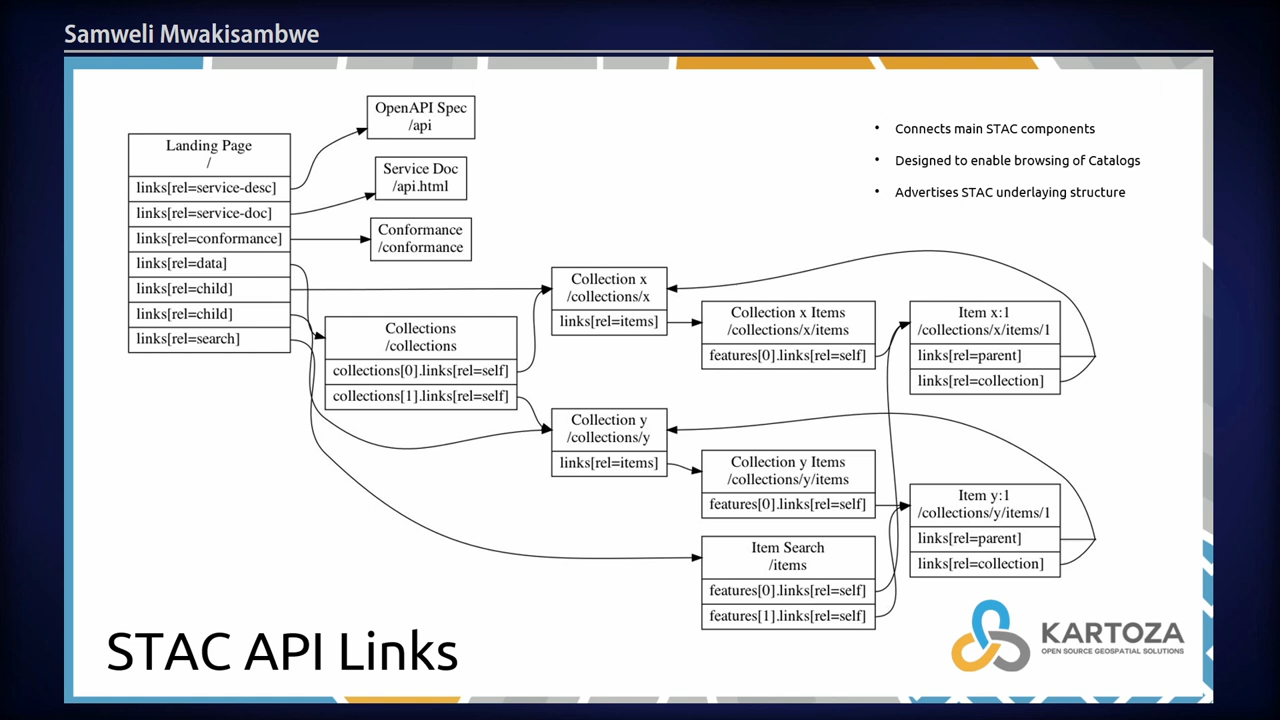 Samweli Mwakisambwe
OpenAPI Spec
/api
Landing Page
/
links[rel=service-desc]
links[rel=service-doc]
links[rel=conformance]
links[rel=data]
links[rel=child]
links[rel=child]
links[rel=search]
Service Doc
/api.html
Conformance
/conformance
Collections
/collections
collections[0].links[rel=self]
collections[1].links[rel=self]
Collection x
/collections/x
links[rel=items]
Collection y
/collections/y
links[rel=items]
Collection x Items
/collections/x/items
features[0].links[rel=self]
Collection y Items
/collections/y/items
features[0].links[rel=self]
Item Search
/items
features[0].links[rel=self]
features[1].links[rel=self]
Item x:1
/collections/x/items/1
links[rel=parent]
links[rel=collection]
Item y:1
/collections/y/items/1
links[rel=parent]
links[rel=collection]
• Connects main STAC components
• Designed to enable browsing of Catalogs
• Advertises STAC underlaying structure
STAC API Links
KARTOZA
OPEN SOURCE GEOSPATIAL SOLUTIONS